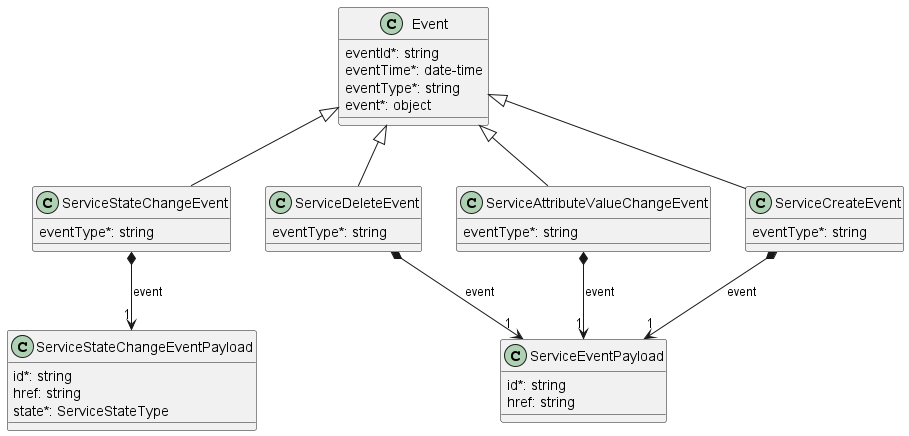 C Event
eventId*: string
eventTime*: date-time
eventType*: string
event*: object
C ServiceStateChangeEvent
eventType*: string
C ServiceDeleteEvent
eventType*: string
C ServiceAttributeValueChangeEvent
eventType*: string
C ServiceCreateEvent
eventType*: string
event
1
event
1
event
1
event
1
C ServiceStateChangeEventPayload
id*: string
href: string
state*: ServiceStateType
C ServiceEventPayload
id*: string
href: string